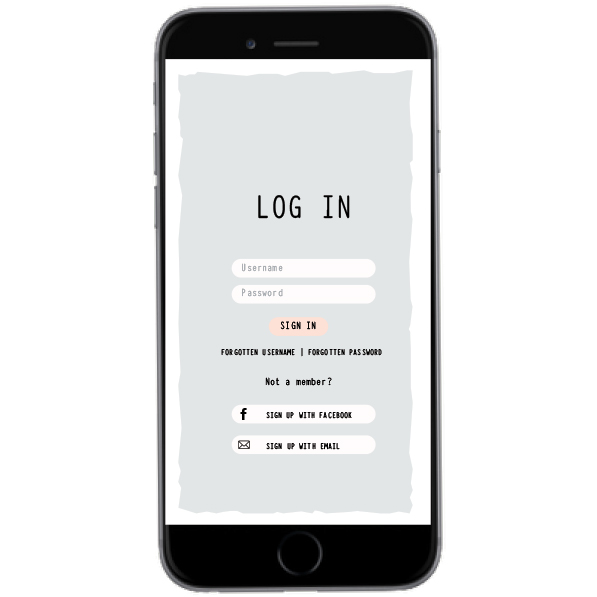 LOG IN
Username
Password
SIGN IN
FORGOTTEN USERNAME | FORGOTTEN PASSWORD
Not a member?
f SIGN UP WITH FACEBOOK
SIGN UP WITH EMAIL